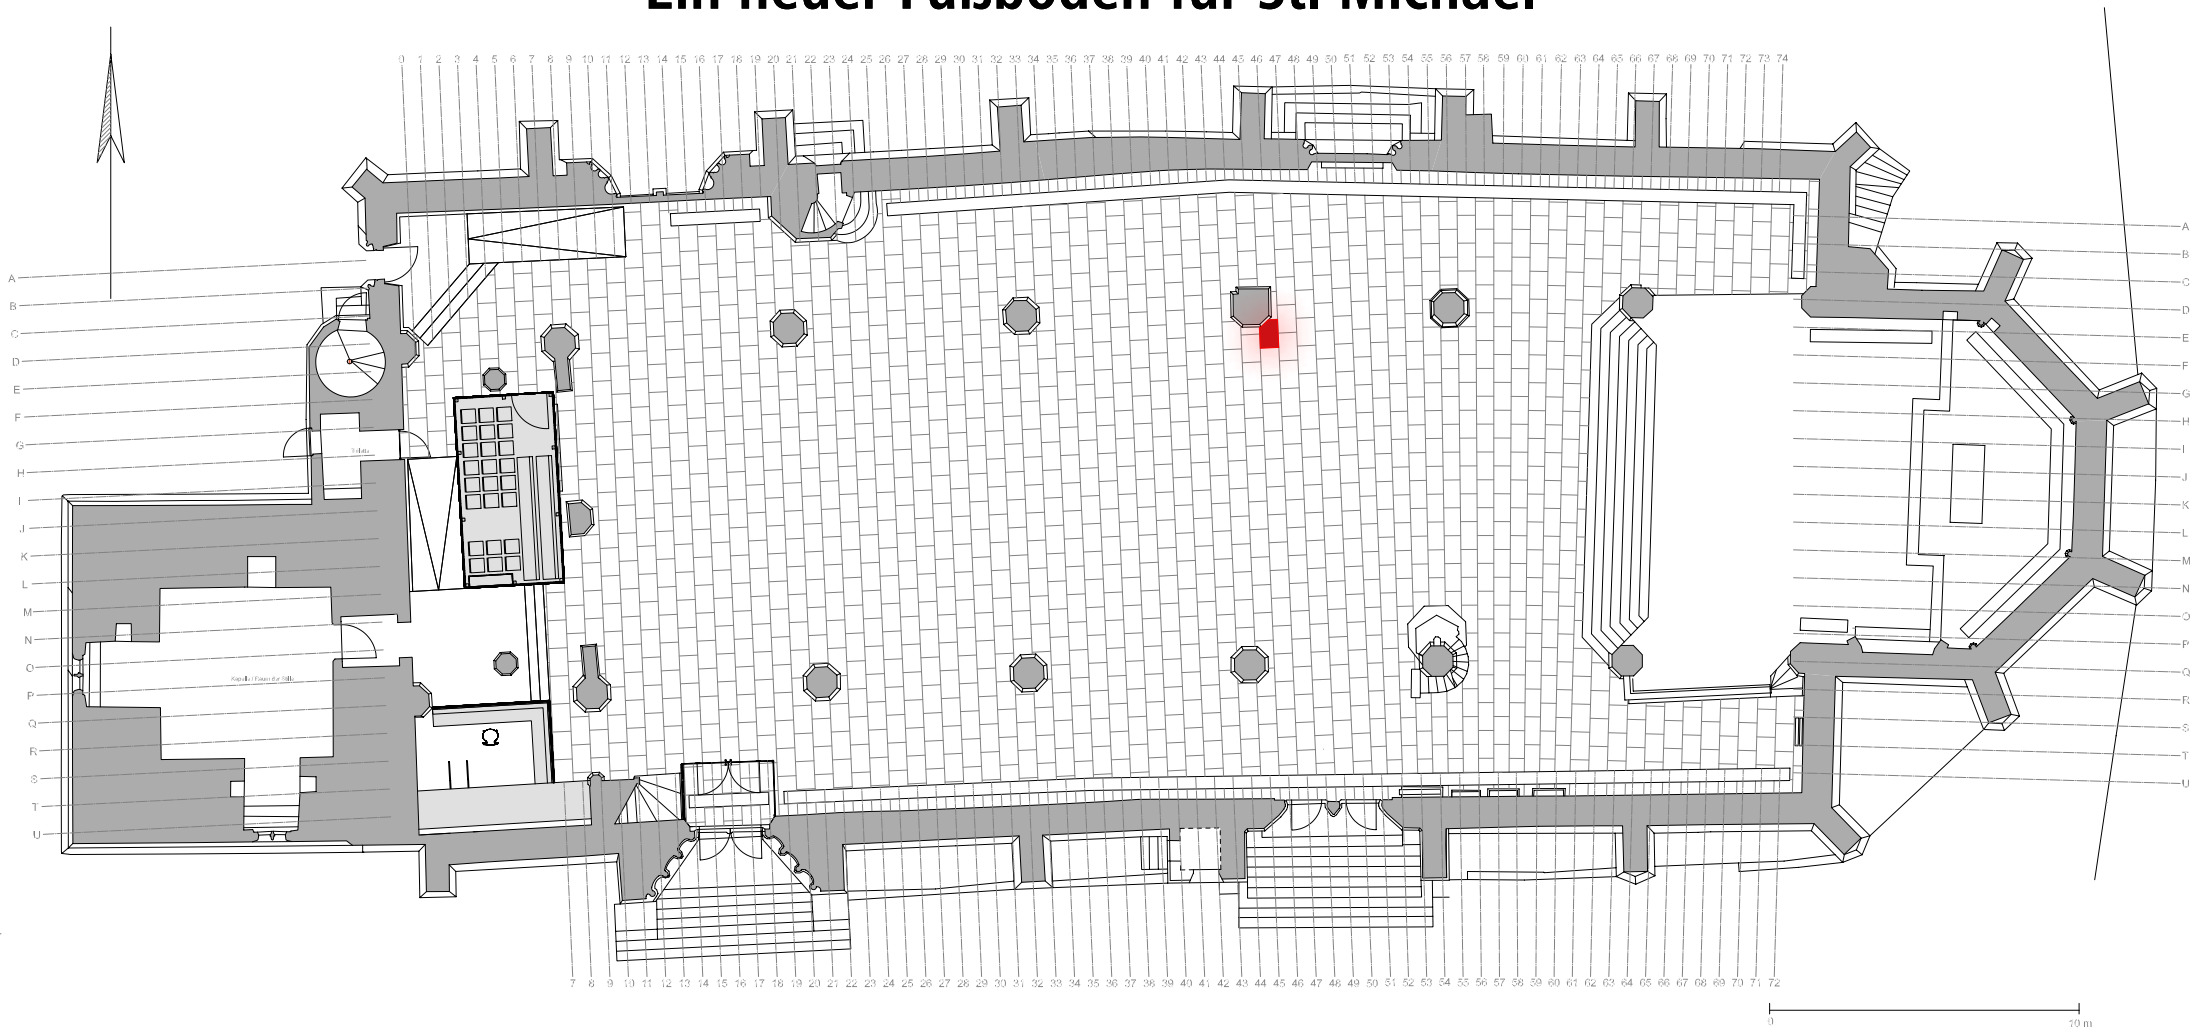 Ein neuer Fußboden für St. Michael
0 1 2 3 4 5 6 7 8 9 10 11 12 13 14 15 16 17 18 19 20 21 22 23 24 25 26 27 28 29 30 31 32 33 34 35 36 37 38 39 40 41 42 43 44 45 46 47 48 49 50 51 52 53 54 55 56 57 58 59 60 61 62 63 64 65 66 67 68 69 70 71 72 73 74
A
B
C
D
E
F
G
H
I
J
K
L
M
N
O
P
Q
R
S
T
U
Kapelle / Raum der Stille
A
B
C
D
E
F
G
H
I
J
K
L
M
N
O
P
Q
R
S
T
U
7 8 9 10 11 12 13 14 15 16 17 18 19 20 21 22 23 24 25 26 27 28 29 30 31 32 33 34 35 36 37 38 39 40 41 42 43 44 45 46 47 48 49 50 51 52 53 54 55 56 57 58 59 60 61 62 63 64 65 66 67 68 69 70 71 72
0 10 m